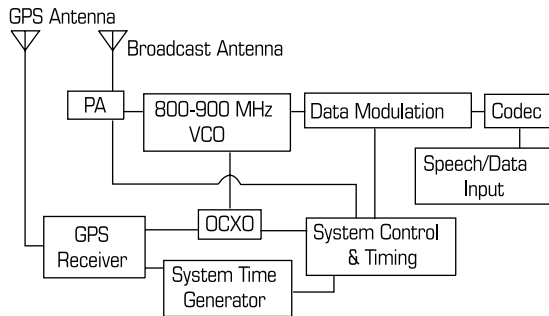 GPS Antenna
Broadcast Antenna
PA
800-900 MHz
VCO
Data Modulation
Codec
Speech/Data
Input
OCXO
GPS
Receiver
System Control
& Timing
System Time
Generator